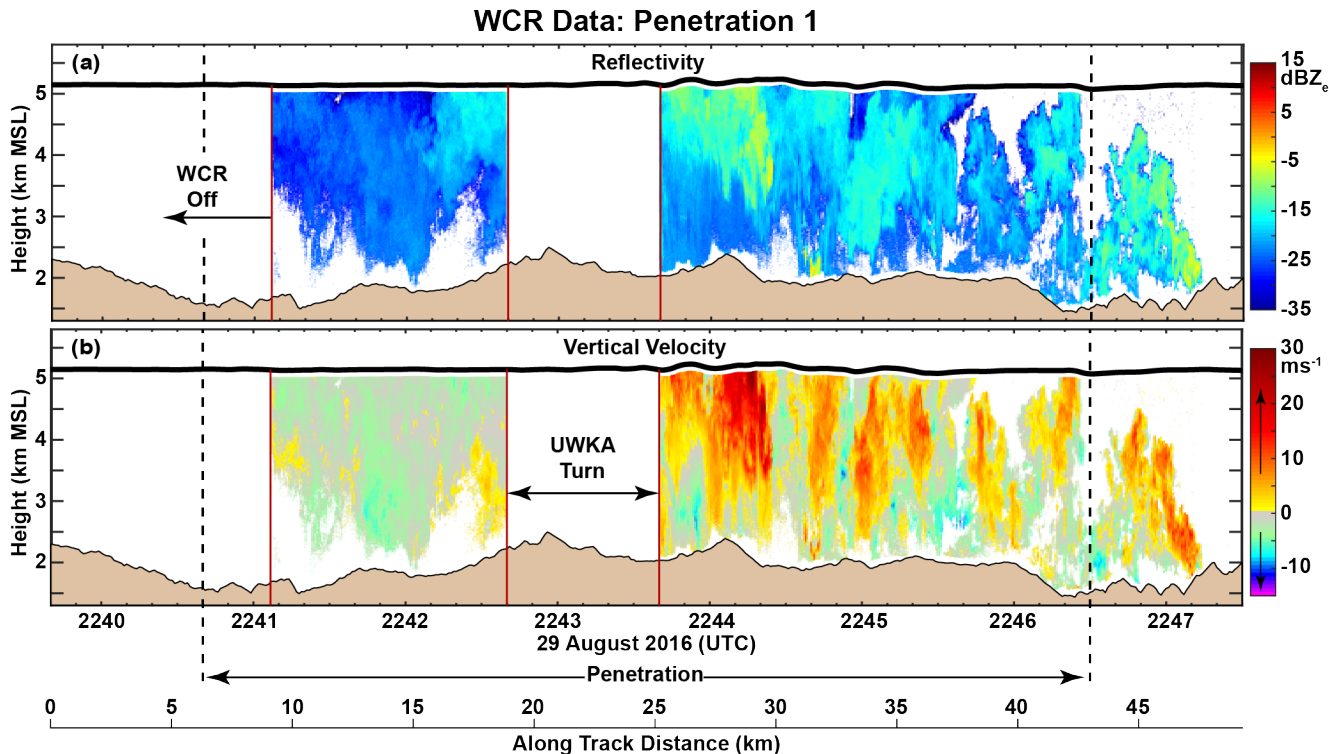 WCR Data: Penetration 1
(a)
Reflectivity
WCR
Off
Height (km MSL)
5
4
3
2
15
dBZe
5
-5
-15
-25
-35
(b)
Vertical Velocity
UWKA
Turn
Height (km MSL)
5
4
3
2
30
ms-1
20
10
0
-10
2240
2241
2242
2243
2244
2245
2246
2247
29 August 2016 (UTC)
Penetration
0
5
10
15
20
25
30
35
40
45
Along Track Distance (km)